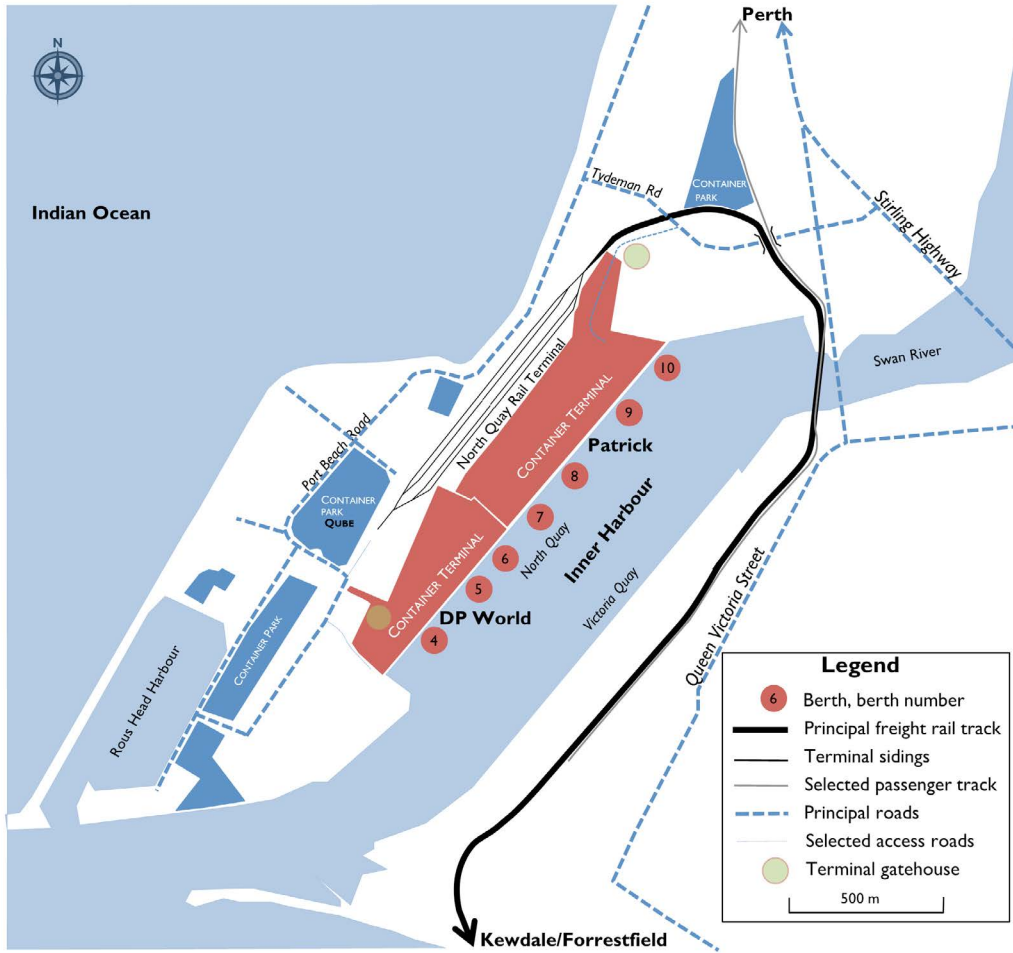 Perth
N
Tydeman Rd
CONTAINER
PARK
Indian Ocean
Stirling Highway
Swan River
North Quay Rail Terminal
CONTAINER TERMINAL
10
9
Patrick
8
Port Beach Road
CONTAINER
PARK
QUBE
7
North Quay
Inner Harbour
Victoria Quay
6
5
CONTAINER TERMINAL
DP World
4
CONTAINER PARK
Rous Head Harbour
Queen Victoria Street
Kewdale/Forrestfield
Legend
6 Berth, berth number
Principal freight rail track
Terminal sidings
Selected passenger track
Principal roads
Selected access roads
Terminal gatehouse
500 m